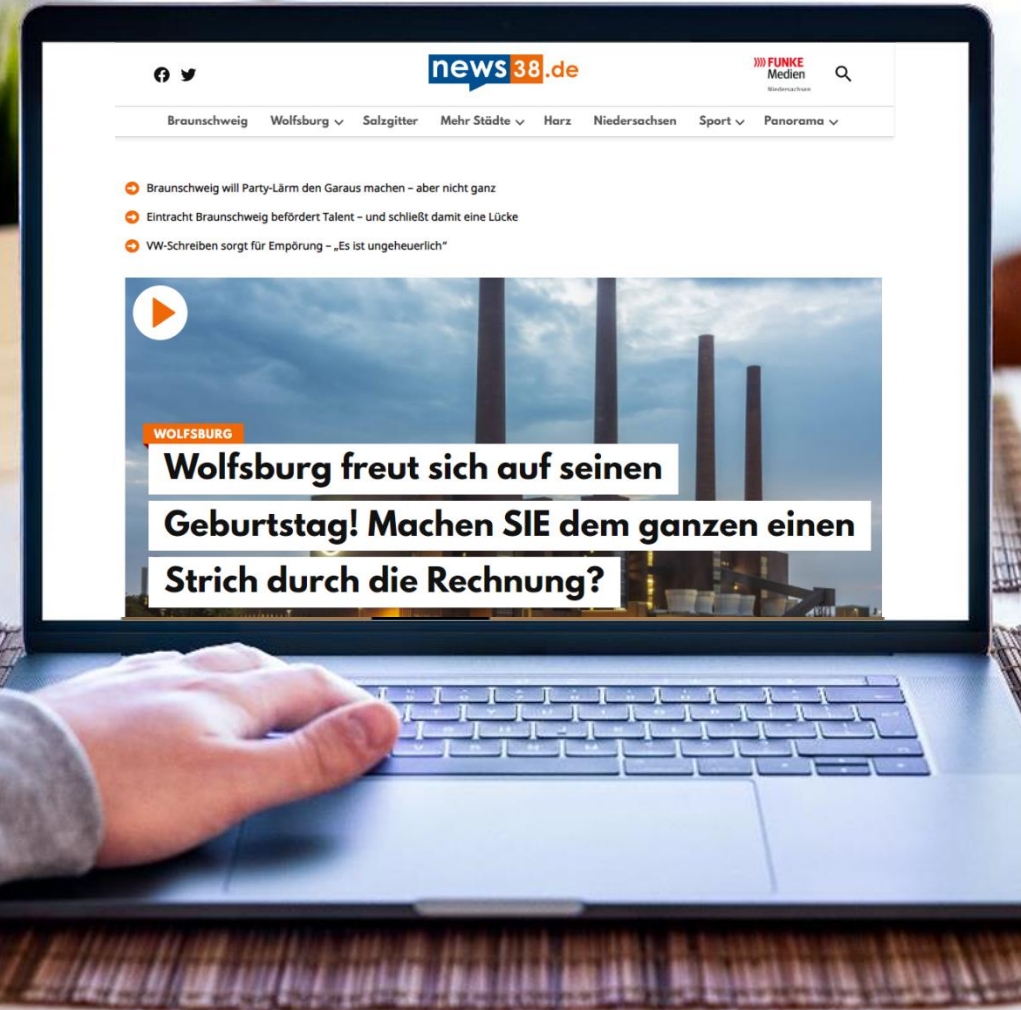 news 38.de
FUNKE
Medien
Niedersachsen
Braunschweig Wolfsburg Salzgitter Mehr Städte Harz Niedersachsen Sport Panorama
Braunschweig will Party-Lärm den Garaus machen – aber nicht ganz
Eintracht Braunschweig befördert Talent – und schließt damit eine Lücke
VW-Schreiben sorgt für Empörung – „Es ist ungeheuerlich“
WOLFSBURG
Wolfsburg freut sich auf seinen
Geburtstag! Machen SIE dem ganzen einen
Strich durch die Rechnung?